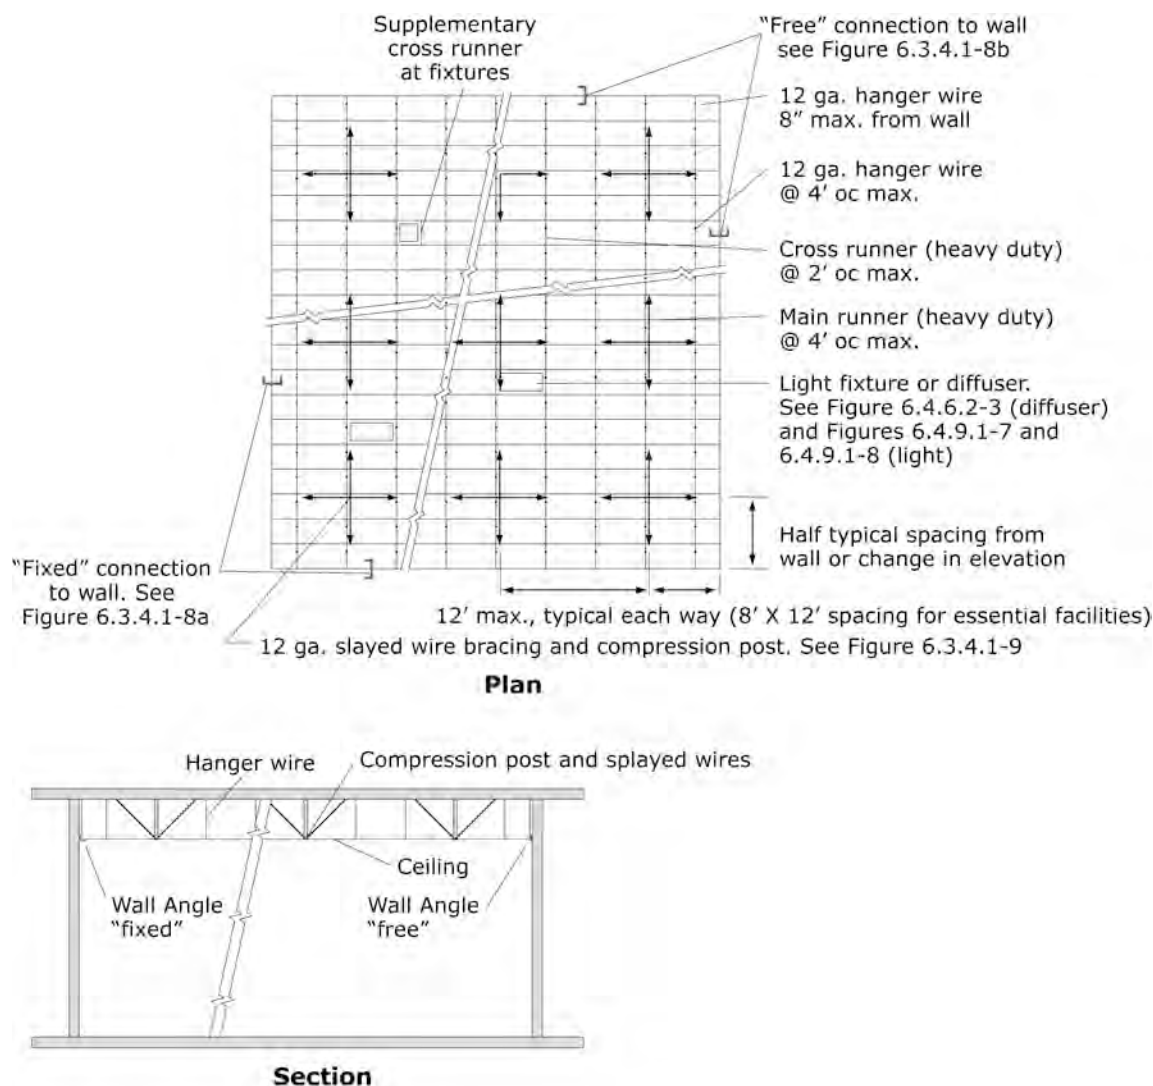 Supplementary
cross runner
at fixtures
“Free” connection to wall
see Figure 6.3.4.1-8b
12 ga. hanger wire
8” max. from wall
12 ga. hanger wire
@ 4’ oc max.
Cross runner (heavy duty)
@ 2’ oc max.
Main runner (heavy duty)
@ 4’ oc max.
Light fixture or diffuser.
See Figure 6.4.6.2-3 (diffuser)
and Figures 6.4.9.1-7 and
6.4.9.1-8 (light)
Half typical spacing from
wall or change in elevation
“Fixed” connection
to wall. See
Figure 6.3.4.1-8a
12’ max., typical each way (8’ X 12’ spacing for essential facilities)
12 ga. slayed wire bracing and compression post. See Figure 6.3.4.1-9
Plan
Hanger wire
Compression post and splayed wires
Ceiling
Wall Angle
“fixed”
Wall Angle
“free”
Section